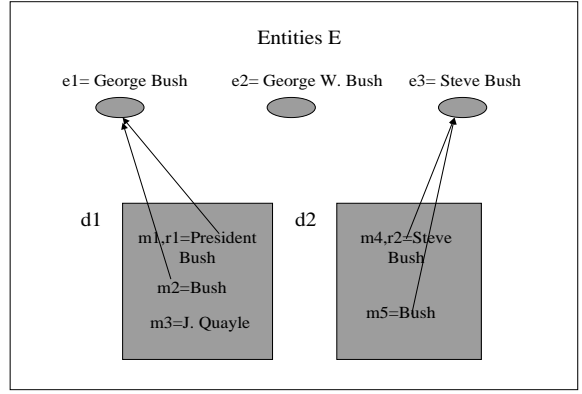 Entities E
e1= George Bush e2= George W. Bush e3= Steve Bush
d1 d2
m1,r1=President
Bush
m2=Bush
m3=J. Quayle
m4,r2=Steve
Bush
m5=Bush